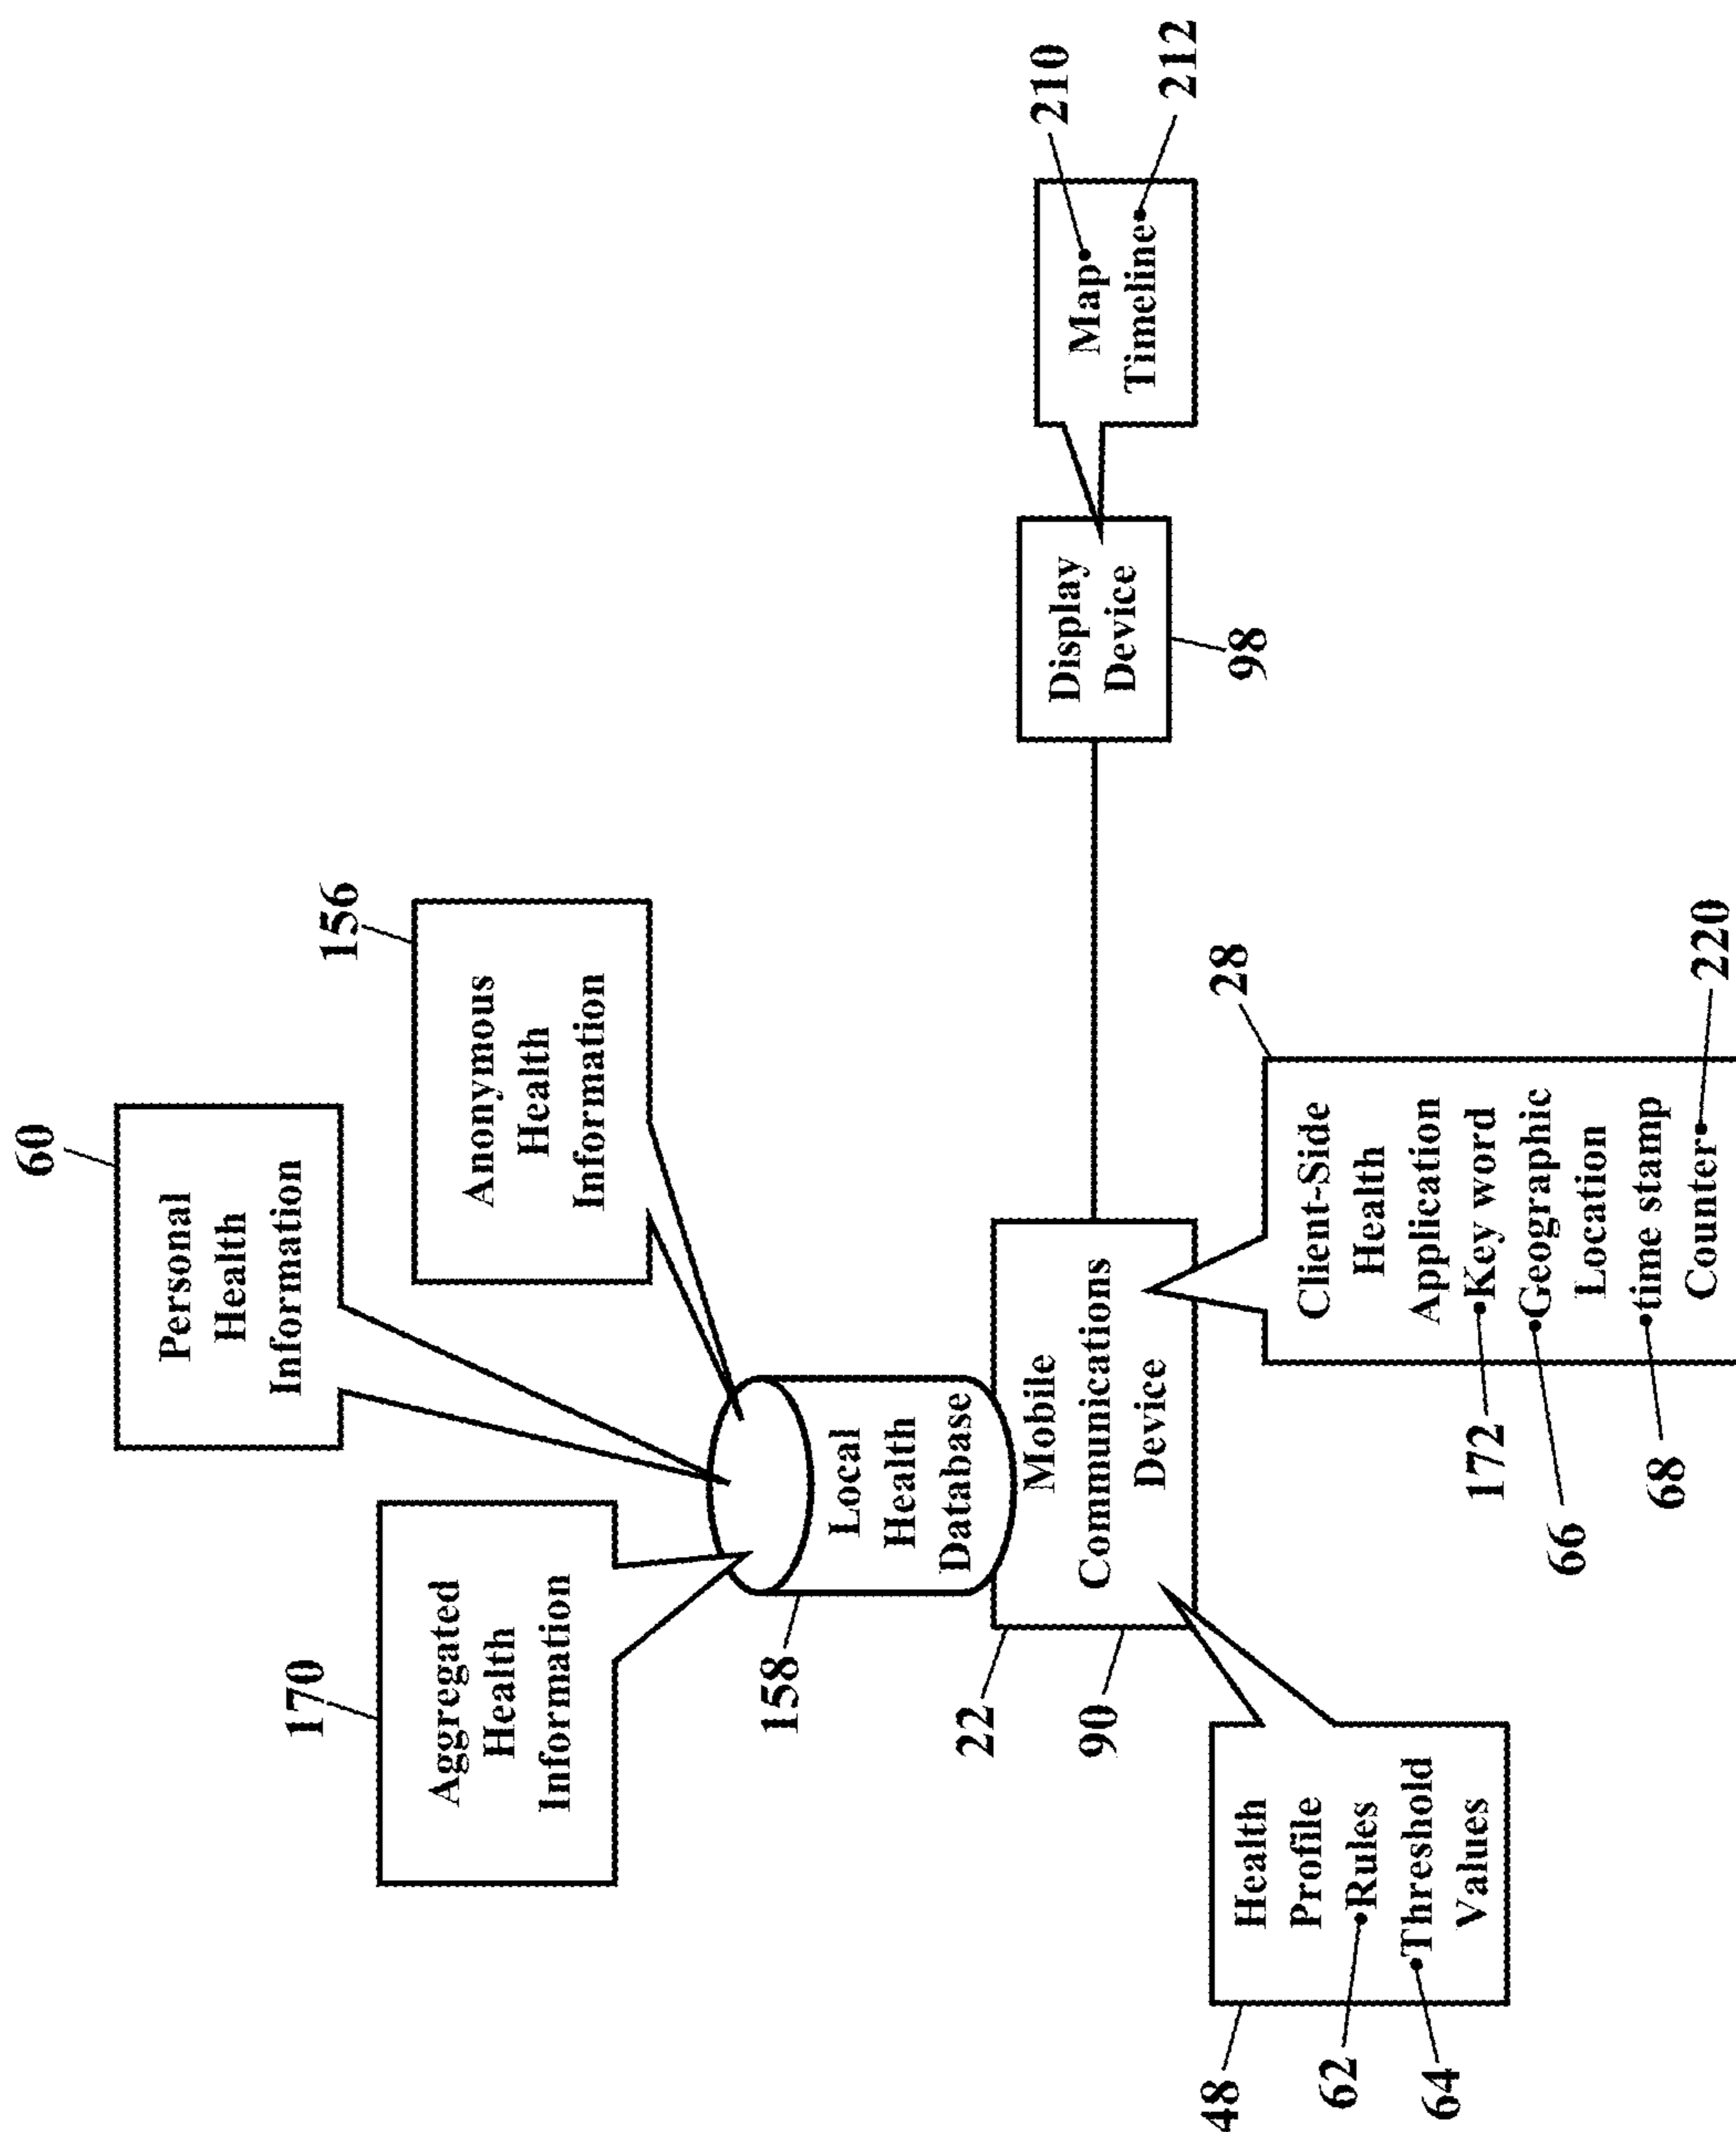 170
Aggregated
Health
Information
60
Personal
Health
Information
156
Anonymous
Health
Information
158
Local
Health
Database
22
90
Mobile
Communications
Device
Display
Device
98
Map
Timeline
210
212
48
62
64
Health
Profile
Rules
Threshold
Values
28
Client-Side
Health
Application
Key word
Geographic
Location
time stamp
Counter
172
66
68
220